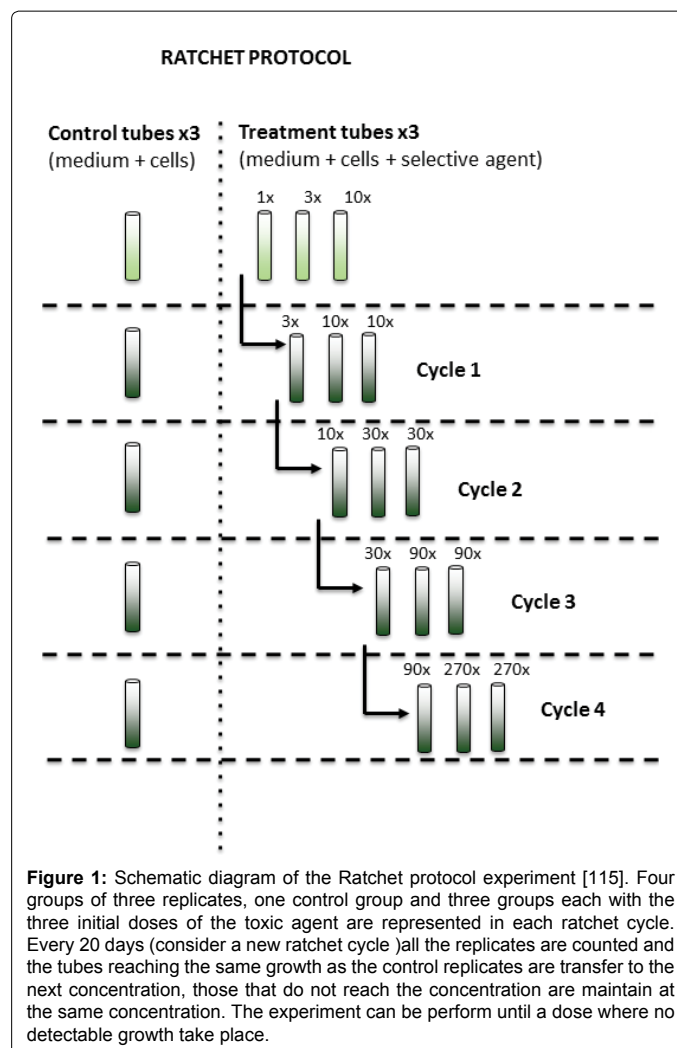 RATCHET PROTOCOL
Control tubes x3
(medium + cells)
Treatment tubes x3
(medium + cells + selective agent)
1x 3x 10x
3x 10x 10x
Cycle 1
10x 30x 30x
Cycle 2
30x 90x 90x
Cycle 3
90x 270x 270x
Cycle 4
Figure 1: Schematic diagram of the Ratchet protocol experiment [115]. Four
groups of three replicates, one control group and three groups each with the
three initial doses of the toxic agent are represented in each ratchet cycle.
Every 20 days (consider a new ratchet cycle )all the replicates are counted and
the tubes reaching the same growth as the control replicates are transfer to the
next concentration, those that do not reach the concentration are maintain at
the same concentration. The experiment can be perform until a dose where no
detectable growth take place.